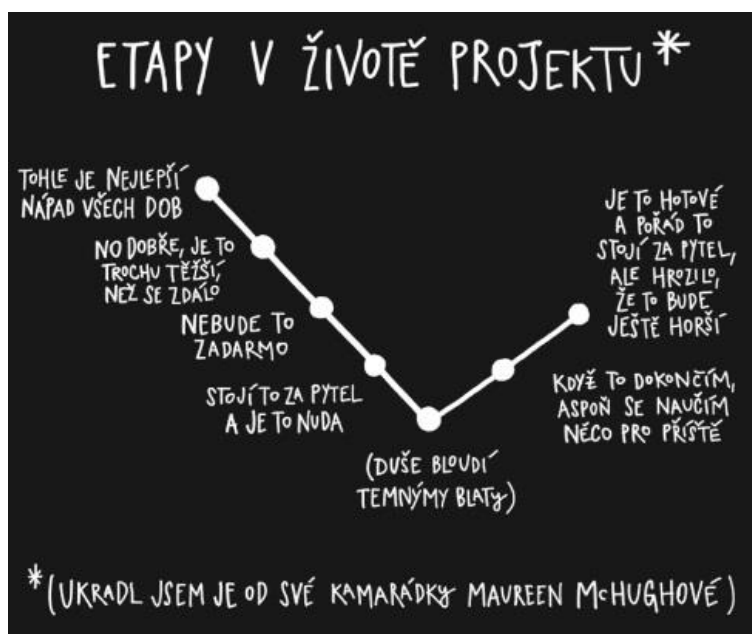 ETAPY V ŽIVOTĚ PROJEKTU*
TOHLE JE NEJLEPŠÍ
NÁPAD VŠECH DOB
NO DOBŘE, JE TO
TROCHU TĚŽŠÍ,
NEŽ SE ZDÁLO
NEBUDE TO
ZADARMO
STOJÍ TO ZA PYTEL
A JE TO NUDA
(DUŠE BLOUDÍ
TEMNÝMY BLATY)
KDYŽ TO DOKONČÍM,
ASPOŇ SE NAUČÍM
NĚCO PRO PŘÍŠTĚ
JE TO HOTOVÉ
A POŘÁD TO
STOJÍ ZA PYTEL,
ALE HROZILO,
ŽE TO BUDE
JEŠTĚ HORŠÍ
*(UKRADL JSEM JE OD SVÉ KAMARÁDKY MAUREEN McHUGHOVÉ)